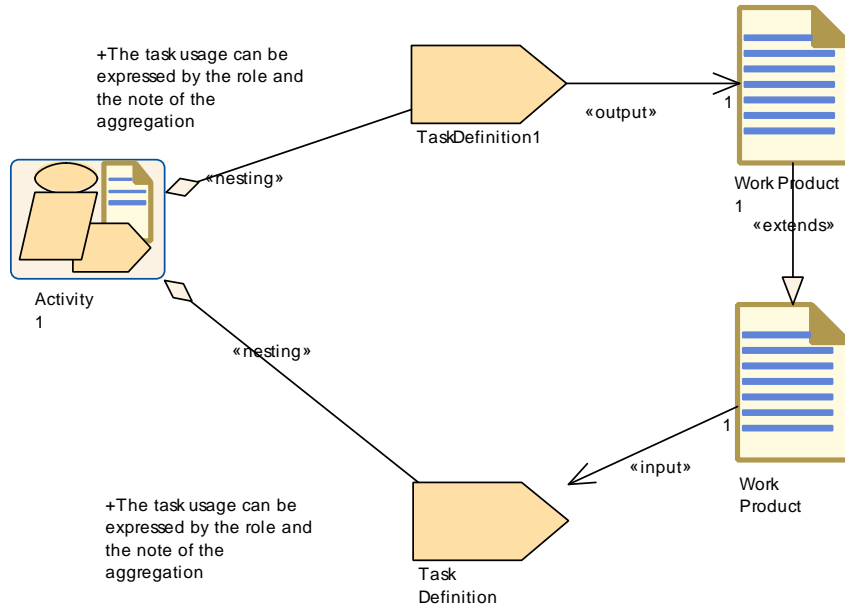 +The task usage can be
expressed by the role and
the note of the
aggregation
TaskDefinition1
«output»
1
Work Product
1
«nesting»
«extends»
Activity
1
«nesting»
1
«input»
Work
Product
+The task usage can be
expressed by the role and
the note of the
aggregation
Task
Definition